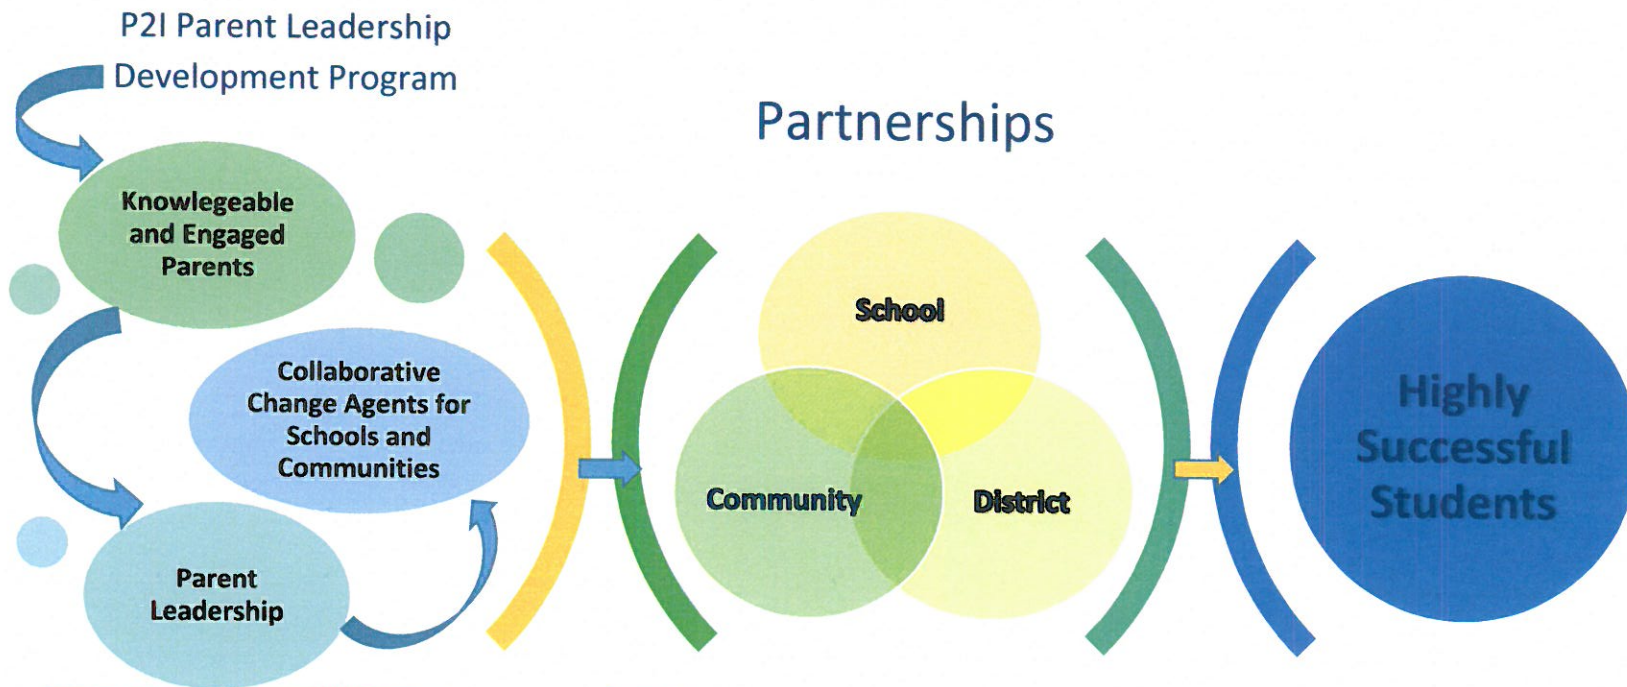 P2I Parent Leadership
Development Program
Knowlegeable
and Engaged
Parents
Collaborative
Change Agents for
Schools and
Communities
Parent
Leadership
Partnerships
School
Community
District
Highly
Successful
Students